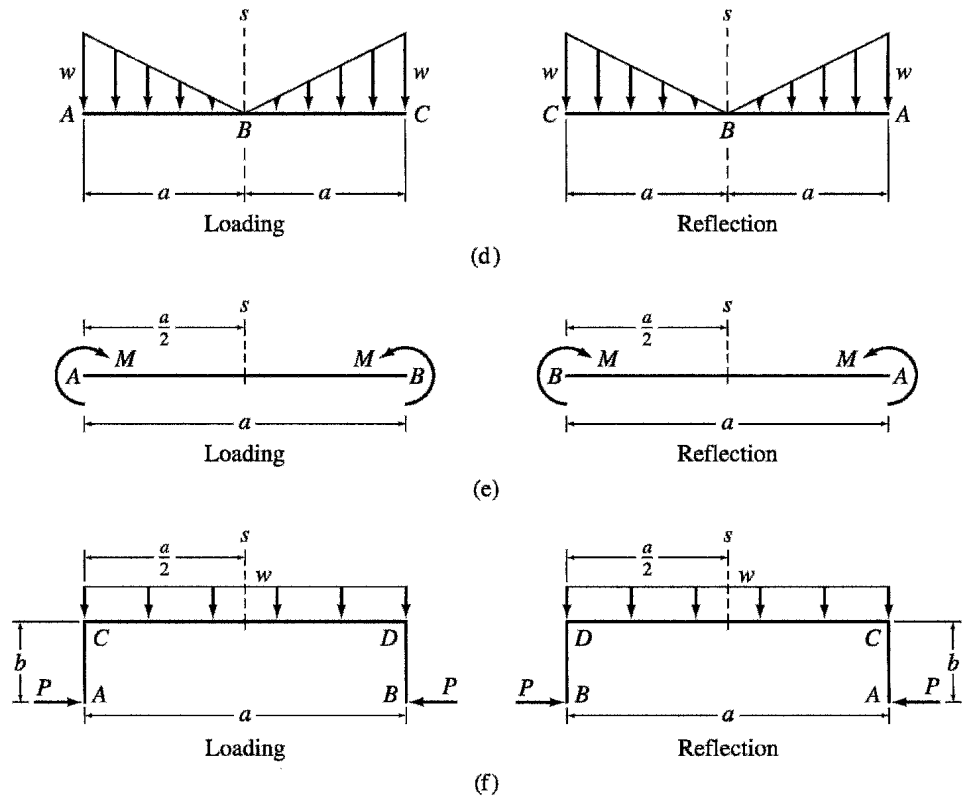 s s
w w w w
A C C A
B B
a a a a
Loading Reflection
(d)
s s
a/2 a/2
M M M M
A B B A
a a
Loading Reflection
(e)
s s
a/2 a/2
w w
C D D C
b b
P A B P P B A P
a a
Loading Reflection
(f)